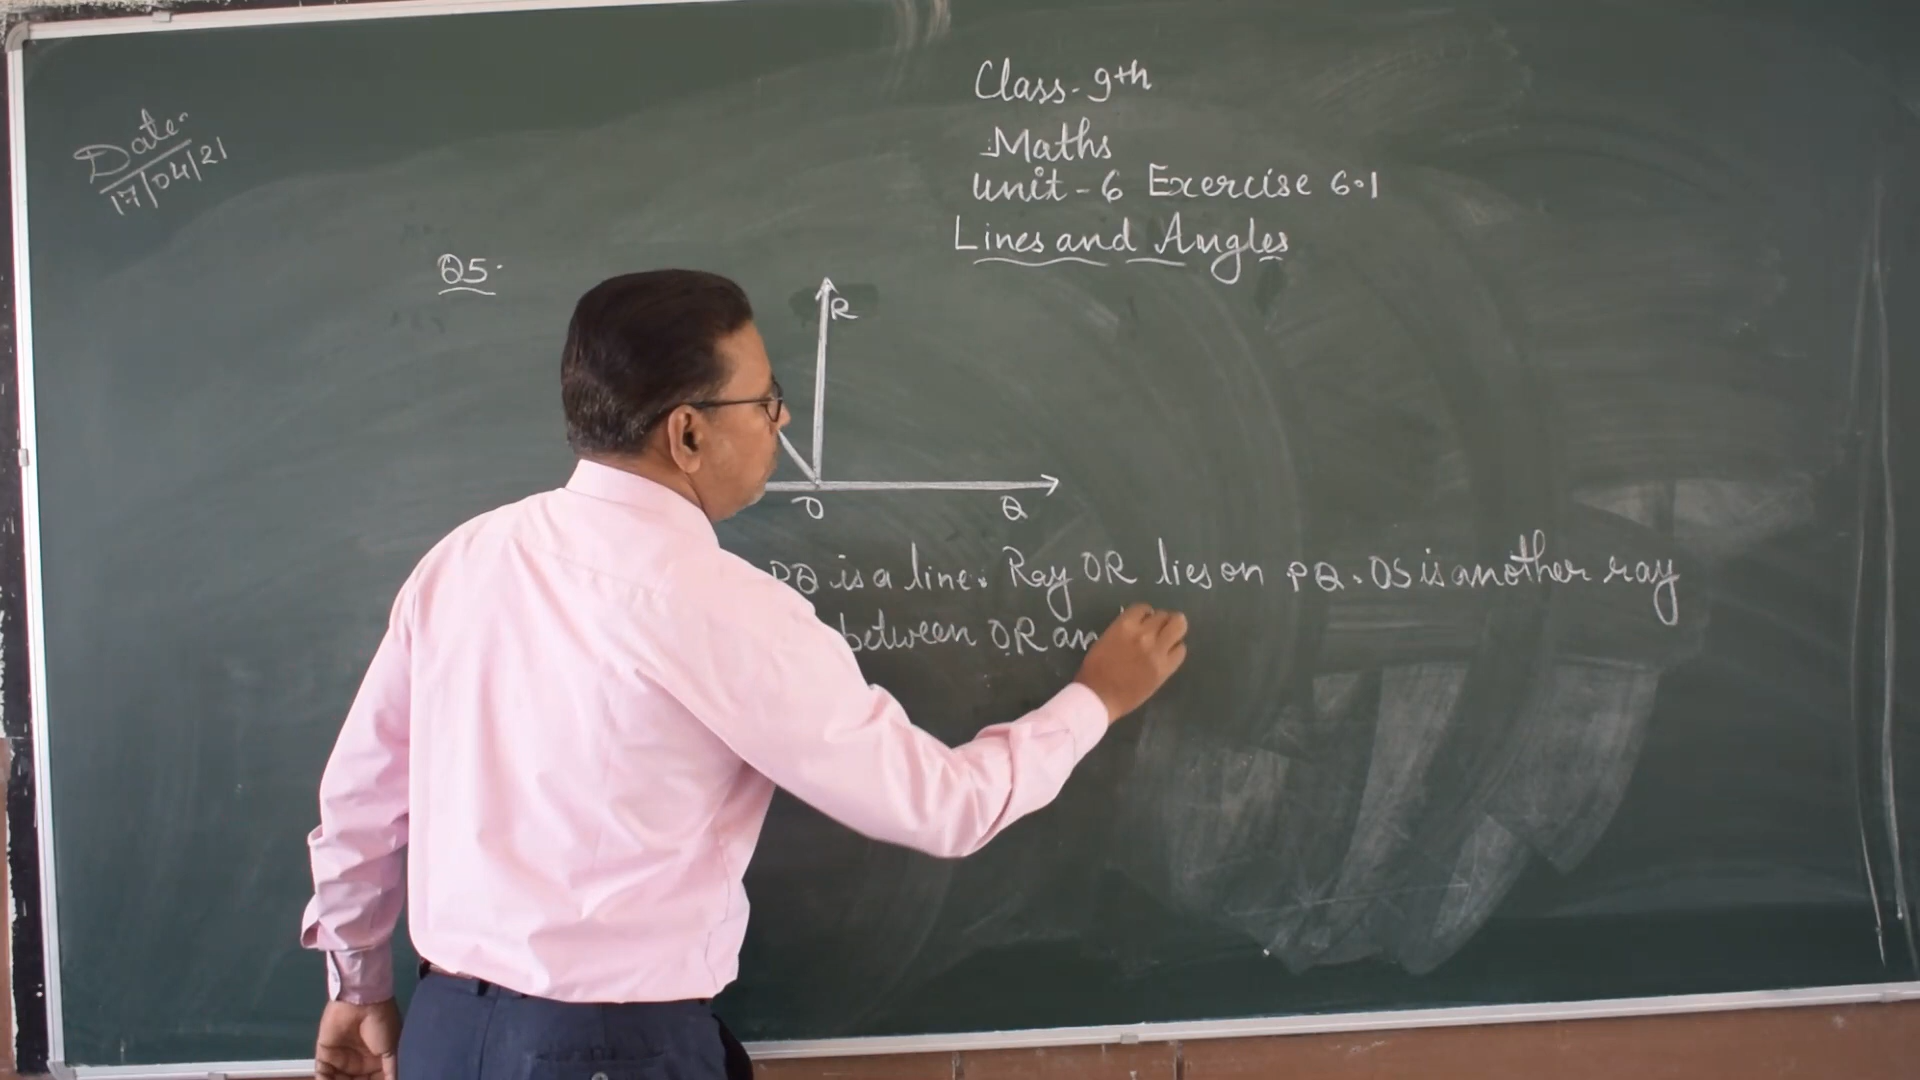 Date-
17/04/21
Class-9th
Maths
Unit-6 Exercise 6.1
Lines and Angles
Q5.
R
O Q
PQ is a line. Ray OR lies on PQ. OS is another ray
between OR an